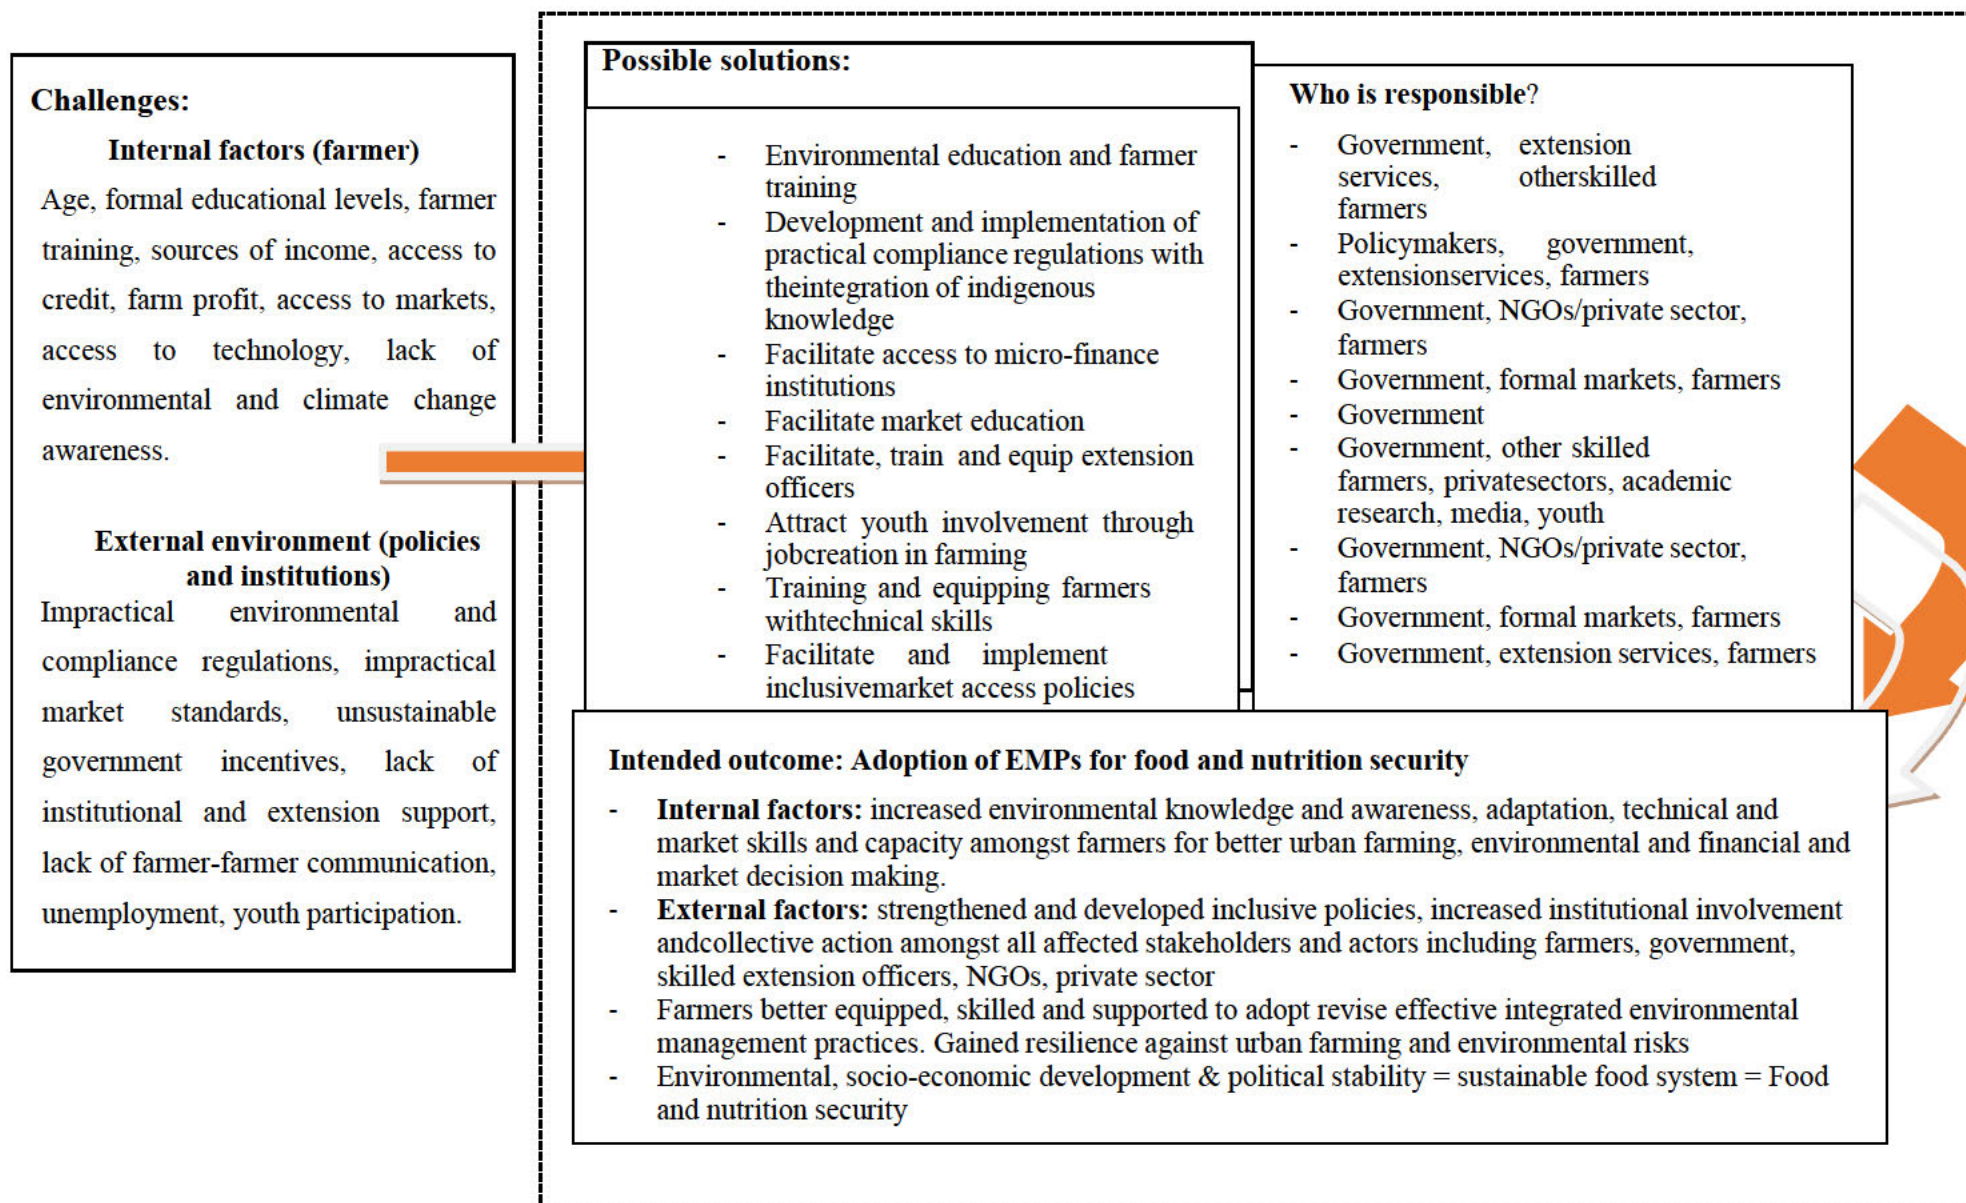 Challenges:
Internal factors (farmer)
Age, formal educational levels, farmer
training, sources of income, access to
credit, farm profit, access to markets,
access to technology, lack of
environmental and climate change
awareness.
External environment (policies
and institutions)
Impractical environmental and
compliance regulations, impractical
market standards, unsustainable
government incentives, lack of
institutional and extension support,
lack of farmer-farmer communication,
unemployment, youth participation.
Possible solutions:
- Environmental education and farmer
training
- Development and implementation of
practical compliance regulations with
theintegration of indigenous
knowledge
- Facilitate access to micro-finance
institutions
- Facilitate market education
- Facilitate, train and equip extension
officers
- Attract youth involvement through
jobcreation in farming
- Training and equipping farmers
withtechnical skills
- Facilitate and implement
inclusivemarket access policies
Who is responsible?
- Government, extension
services, otherskilled
farmers
- Policymakers, government,
extensionservices, farmers
- Government, NGOs/private sector,
farmers
- Government, formal markets, farmers
- Government
- Government, other skilled
farmers, privatesectors, academic
research, media, youth
- Government, NGOs/private sector,
farmers
- Government, formal markets, farmers
- Government, extension services, farmers
Intended outcome: Adoption of EMPs for food and nutrition security
- Internal factors: increased environmental knowledge and awareness, adaptation, technical and
market skills and capacity amongst farmers for better urban farming, environmental and financial and
market decision making.
- External factors: strengthened and developed inclusive policies, increased institutional involvement
andcollective action amongst all affected stakeholders and actors including farmers, government,
skilled extension officers, NGOs, private sector
- Farmers better equipped, skilled and supported to adopt revise effective integrated environmental
management practices. Gained resilience against urban farming and environmental risks
- Environmental, socio-economic development & political stability = sustainable food system = Food
and nutrition security